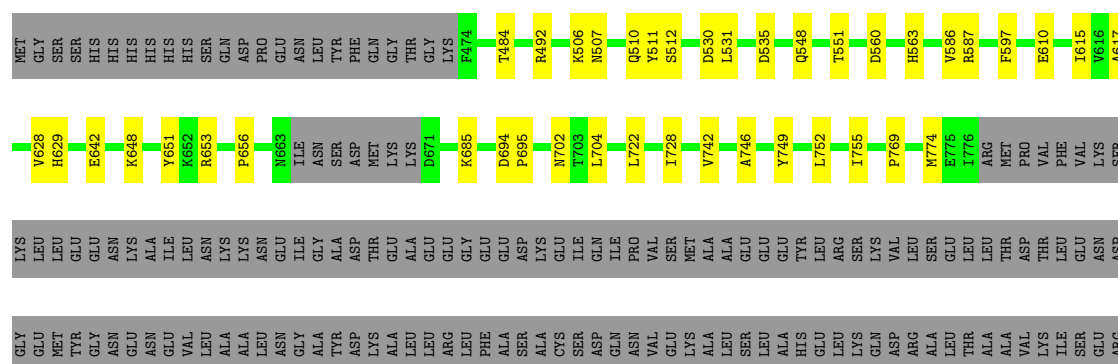 MET GLY SER SER HIS HIS HIS HIS HIS HIS SER GLN ASP PRO GLU ASN LEU TYR PHE GLN GLY THR GLY LYS F474 T484 R492 K506 N507 Q510 Y511 S512 D530 L531 D535 Q548 T551 D560 H563 V586 R587 F597 E610 I615 V616 A617
V628 H629 E642 K648 Y651 K652 R653 P656 N663 ILE ASN SER ASP MET LYS LYS D671 K685 D694 P695 N702 T703 L704 L722 I728 V742 A746 Y749 L752 I755 P769 M774 E775 I776 ARG MET PRO VAL PHE VAL LYS SER
LYS LEU LEU GLU GLU ASN LYS ALA ILE LEU ASN LYS LYS ASN GLU ILE GLY ALA ASP ASP THR GLU ALA GLU GLU GLY GLU GLU ASP ALA LYS GLU ILE GLN ILE PRO VAL SER MET ALA ALA GLU GLU GLU TYR LEU ARG SER LYS VAL LEU SER GLU LEU LEU THR ASP THR LEU GLU ASN ASP
GLY GLU MET TYR GLY ASN GLU ASN GLU VAL LEU ALA ALA LEU ASN GLY ALA TYR ASP LYS ALA LEU LEU ARG LEU PHE ALA SER ALA CYS SER ASP GLN ASN VAL GLU LYS ALA LEU SER LEU ALA HIS GLU LEU LYS GLN ASP ARG ALA LEU THR ALA ALA VAL LYS ILE SER GLU